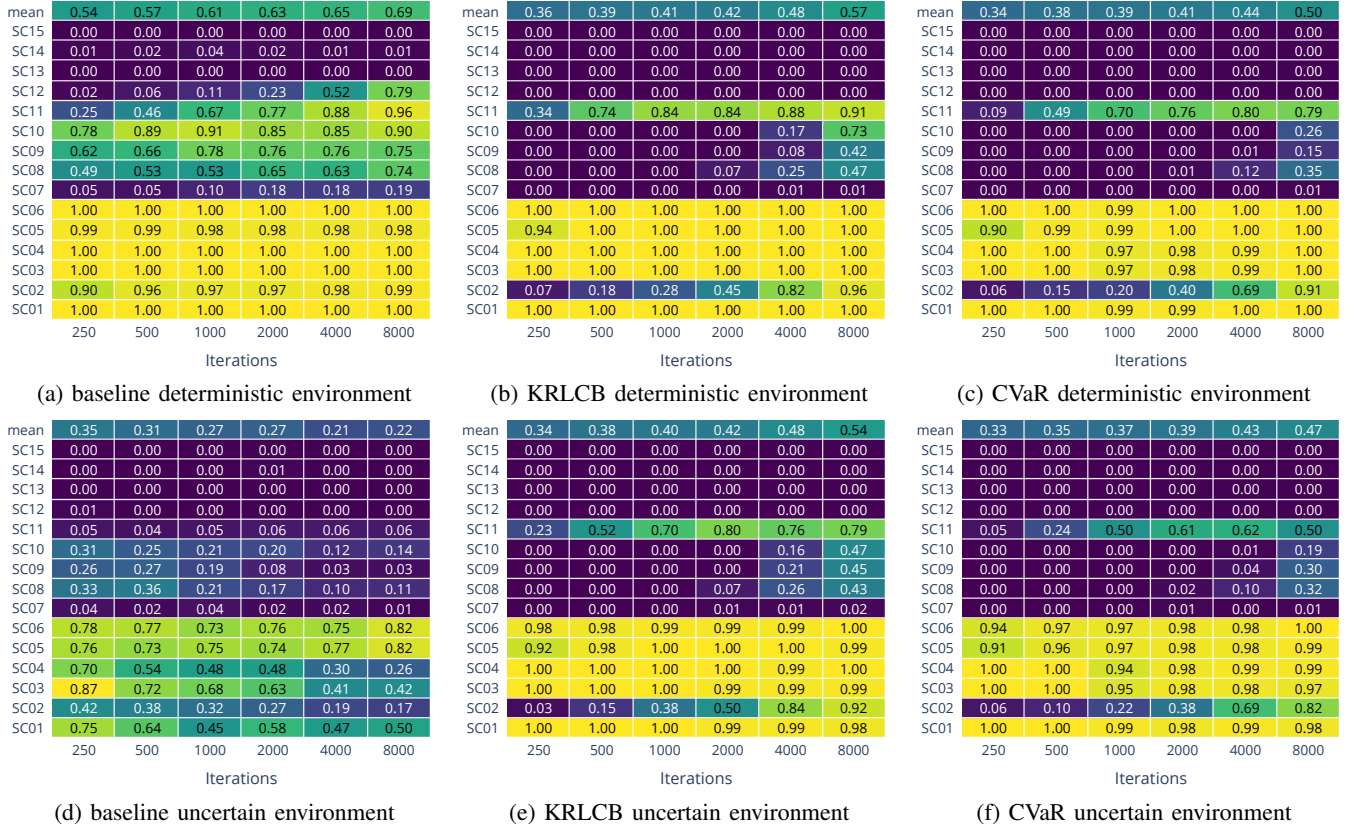 mean 0.54 0.57 0.61 0.63 0.65 0.69
SC15 0.00 0.00 0.00 0.00 0.00 0.00
SC14 0.01 0.02 0.04 0.02 0.01 0.01
SC13 0.00 0.00 0.00 0.00 0.00 0.00
SC12 0.02 0.06 0.11 0.23 0.52 0.79
SC11 0.25 0.46 0.67 0.77 0.88 0.96
SC10 0.78 0.89 0.91 0.85 0.85 0.90
SC09 0.62 0.66 0.78 0.76 0.76 0.75
SC08 0.49 0.53 0.53 0.65 0.63 0.74
SC07 0.05 0.05 0.10 0.18 0.18 0.19
SC06 1.00 1.00 1.00 1.00 1.00 1.00
SC05 0.99 0.99 0.98 0.98 0.98 0.98
SC04 1.00 1.00 1.00 1.00 1.00 1.00
SC03 1.00 1.00 1.00 1.00 1.00 1.00
SC02 0.90 0.96 0.97 0.97 0.98 0.99
SC01 1.00 1.00 1.00 1.00 1.00 1.00
250 500 1000 2000 4000 8000
Iterations
(a) baseline deterministic environment
mean 0.36 0.39 0.41 0.42 0.48 0.57
SC15 0.00 0.00 0.00 0.00 0.00 0.00
SC14 0.00 0.00 0.00 0.00 0.00 0.00
SC13 0.00 0.00 0.00 0.00 0.00 0.00
SC12 0.00 0.00 0.00 0.00 0.00 0.00
SC11 0.34 0.74 0.84 0.84 0.88 0.91
SC10 0.00 0.00 0.00 0.00 0.17 0.73
SC09 0.00 0.00 0.00 0.00 0.08 0.42
SC08 0.00 0.00 0.00 0.07 0.25 0.47
SC07 0.00 0.00 0.00 0.00 0.01 0.01
SC06 1.00 1.00 1.00 1.00 1.00 1.00
SC05 0.94 1.00 1.00 1.00 1.00 1.00
SC04 1.00 1.00 1.00 1.00 1.00 1.00
SC03 1.00 1.00 1.00 1.00 1.00 1.00
SC02 0.07 0.18 0.28 0.45 0.82 0.96
SC01 1.00 1.00 1.00 1.00 1.00 1.00
250 500 1000 2000 4000 8000
Iterations
(b) KRLCB deterministic environment
mean 0.34 0.38 0.39 0.41 0.44 0.50
SC15 0.00 0.00 0.00 0.00 0.00 0.00
SC14 0.00 0.00 0.00 0.00 0.00 0.00
SC13 0.00 0.00 0.00 0.00 0.00 0.00
SC12 0.00 0.00 0.00 0.00 0.00 0.00
SC11 0.09 0.49 0.70 0.76 0.80 0.79
SC10 0.00 0.00 0.00 0.00 0.00 0.26
SC09 0.00 0.00 0.00 0.00 0.01 0.15
SC08 0.00 0.00 0.00 0.01 0.12 0.35
SC07 0.00 0.00 0.00 0.00 0.00 0.01
SC06 1.00 1.00 0.99 1.00 1.00 1.00
SC05 0.90 0.99 0.99 1.00 1.00 1.00
SC04 1.00 1.00 0.97 0.98 0.99 1.00
SC03 1.00 1.00 0.97 0.98 0.99 1.00
SC02 0.06 0.15 0.20 0.40 0.69 0.91
SC01 1.00 1.00 0.99 0.99 1.00 1.00
250 500 1000 2000 4000 8000
Iterations
(c) CVaR deterministic environment
mean 0.35 0.31 0.27 0.27 0.21 0.22
SC15 0.00 0.00 0.00 0.00 0.00 0.00
SC14 0.00 0.00 0.00 0.01 0.00 0.00
SC13 0.00 0.00 0.00 0.00 0.00 0.00
SC12 0.01 0.00 0.00 0.00 0.00 0.00
SC11 0.05 0.04 0.05 0.06 0.06 0.06
SC10 0.31 0.25 0.21 0.20 0.12 0.14
SC09 0.26 0.27 0.19 0.08 0.03 0.03
SC08 0.33 0.36 0.21 0.17 0.10 0.11
SC07 0.04 0.02 0.04 0.02 0.02 0.01
SC06 0.78 0.77 0.73 0.76 0.75 0.82
SC05 0.76 0.73 0.75 0.74 0.77 0.82
SC04 0.70 0.54 0.48 0.48 0.30 0.26
SC03 0.87 0.72 0.68 0.63 0.41 0.42
SC02 0.42 0.38 0.32 0.27 0.19 0.17
SC01 0.75 0.64 0.45 0.58 0.47 0.50
250 500 1000 2000 4000 8000
Iterations
(d) baseline uncertain environment
mean 0.34 0.38 0.40 0.42 0.48 0.54
SC15 0.00 0.00 0.00 0.00 0.00 0.00
SC14 0.00 0.00 0.00 0.00 0.00 0.00
SC13 0.00 0.00 0.00 0.00 0.00 0.00
SC12 0.00 0.00 0.00 0.00 0.00 0.00
SC11 0.23 0.52 0.70 0.80 0.76 0.79
SC10 0.00 0.00 0.00 0.00 0.16 0.47
SC09 0.00 0.00 0.00 0.00 0.21 0.45
SC08 0.00 0.00 0.00 0.07 0.26 0.43
SC07 0.00 0.00 0.00 0.01 0.01 0.02
SC06 0.98 0.98 0.99 0.99 0.99 1.00
SC05 0.92 0.98 1.00 1.00 1.00 0.99
SC04 1.00 1.00 1.00 1.00 0.99 1.00
SC03 1.00 1.00 1.00 0.99 0.99 0.99
SC02 0.03 0.15 0.38 0.50 0.84 0.92
SC01 1.00 1.00 1.00 0.99 0.99 0.98
250 500 1000 2000 4000 8000
Iterations
(e) KRLCB uncertain environment
mean 0.33 0.35 0.37 0.39 0.43 0.47
SC15 0.00 0.00 0.00 0.00 0.00 0.00
SC14 0.00 0.00 0.00 0.00 0.00 0.00
SC13 0.00 0.00 0.00 0.00 0.00 0.00
SC12 0.00 0.00 0.00 0.00 0.00 0.00
SC11 0.05 0.24 0.50 0.61 0.62 0.50
SC10 0.00 0.00 0.00 0.00 0.01 0.19
SC09 0.00 0.00 0.00 0.00 0.04 0.30
SC08 0.00 0.00 0.00 0.02 0.10 0.32
SC07 0.00 0.00 0.00 0.01 0.00 0.01
SC06 0.94 0.97 0.97 0.98 0.98 1.00
SC05 0.91 0.96 0.97 0.98 0.98 0.99
SC04 1.00 1.00 0.94 0.98 0.99 0.99
SC03 1.00 1.00 0.95 0.98 0.98 0.97
SC02 0.06 0.10 0.22 0.38 0.69 0.82
SC01 1.00 1.00 0.99 0.98 0.99 0.98
250 500 1000 2000 4000 8000
Iterations
(f) CVaR uncertain environment